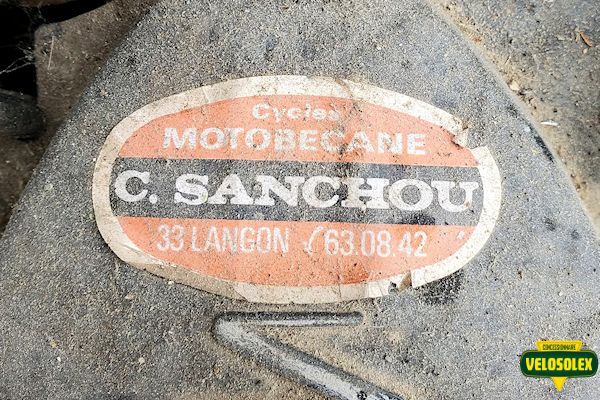 Cycles
MOTOBECANE
C. SANCHOU
33 LANGON 63.08.42
CONCESSIONNAIRE
VELOSOLEX